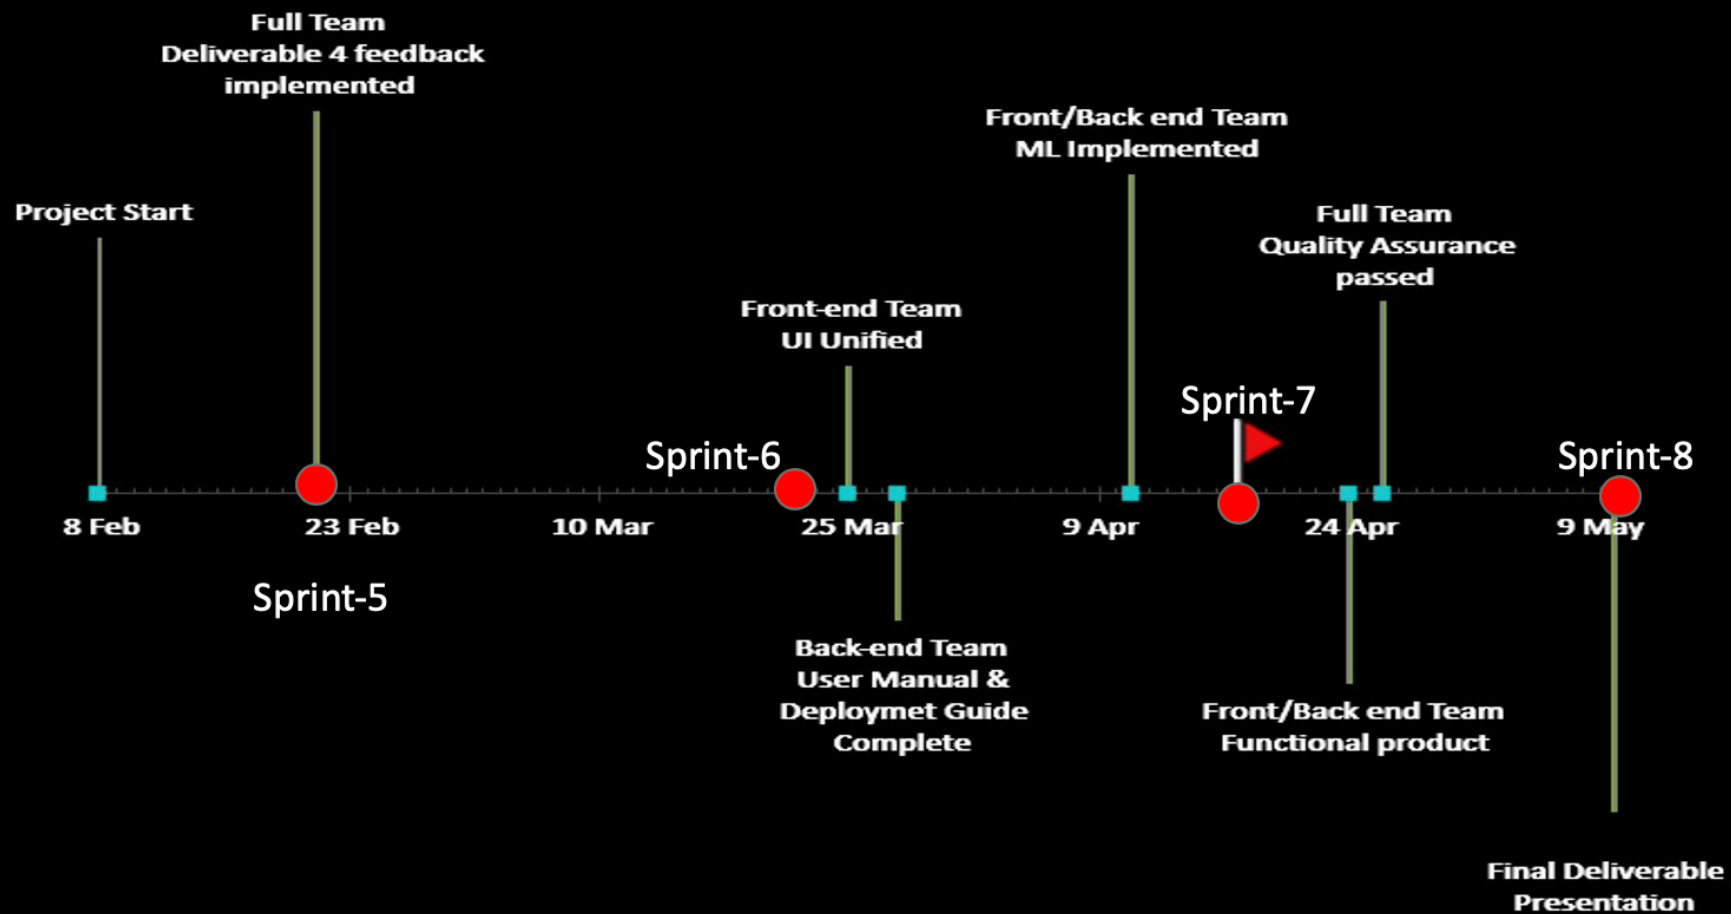 Full Team
Deliverable 4 feedback
implemented
Front/Back end Team
ML Implemented
Project Start
Full Team
Quality Assurance
passed
Front-end Team
UI Unified
Sprint-7
Sprint-6
Sprint-8
8 Feb
23 Feb
10 Mar
25 Mar
9 Apr
24 Apr
9 May
Sprint-5
Back-end Team
User Manual &
Deploymet Guide
Complete
Front/Back end Team
Functional product
Final Deliverable
Presentation